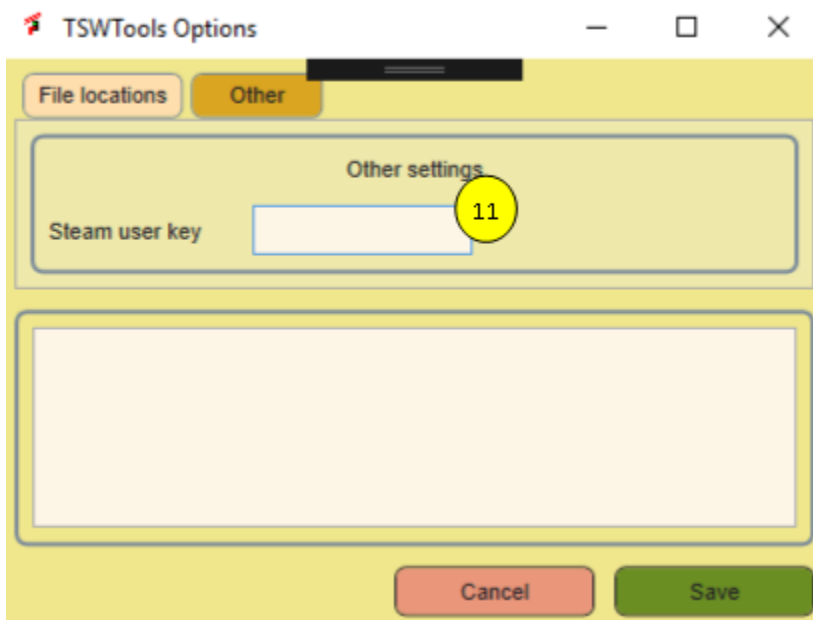 TSWTools Options
File locations
Other
Other settings
11
Steam user key
Cancel
Save